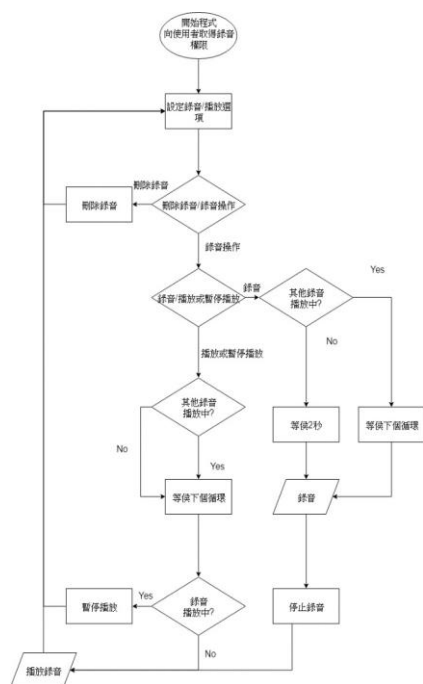 開始程式
向使用者取得錄音
權限
設定錄音/播放選
項
刪除錄音
刪除錄音
刪除錄音/錄音操作
錄音操作
錄音/播放或暫停播放
錄音
其他錄音
播放中?
Yes
No
播放或暫停播放
其他錄音
播放中?
No
Yes
等侯2秒
等侯下個循環
等侯下個循環
錄音
暫停播放
Yes
錄音
播放中?
停止錄音
No
播放錄音